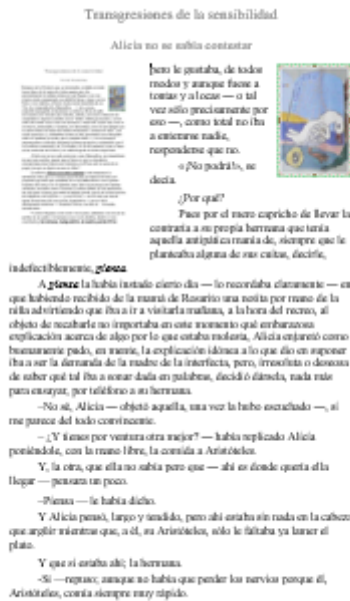 Transgresiones de la sensibilidad
Alicia no se sabía contestar
pero le gustaba, de todos
modos y aunque fuese a
tontas y a locas — o tal
vez sólo precisamente por
eso —, como total no iba
a enterarse nadie,
responderse que no.
«¡No podrá!», se
decía.
¿Por qué?
Pues por el mero capricho de llevar la
contraria a su propia hermana que tenía
aquella antipática manía de, siempre que le
planteaba alguna de sus cuitas, decirle,
indefectiblemente, piensa.
A piensa la había instado cierto día — lo recordaba claramente — en
que habiendo recibido de la mamá de Rosarito una notita por mano de la
niña advirtiendo que iba a ir a visitarla mañana, a la hora del recreo, al
objeto de recabarle no importaba en este momento qué embarazosa
explicación acerca de algo por lo que estaba molesta, Alicia enjaretó como
buenamente pudo, en mente, la explicación idónea a lo que dio en suponer
iba a ser la demanda de la madre de la interfecta, pero, irresoluta o deseosa
de saber qué tal iba a sonar dada en palabras, decidió dársela, nada más
para ensayar, por teléfono a su hermana.
–No sé, Alicia — objetó aquella, una vez la hubo escuchado —, si
me parece del todo convincente.
– ¿Y tienes por ventura otra mejor? — había replicado Alicia
poniéndole, con la mano libre, la comida a Aristóteles.
Y, la otra, que ella no sabía pero que — ahí es donde quería ella
llegar — pensara un poco.
–Piensa — le había dicho.
Y Alicia pensó, largo y tendido, pero ahí estaba sin nada en la cabeza
que argüir mientras que, a él, su Aristóteles, sólo le faltaba ya lamer el
plato.
Y que si estaba ahí; la hermana.
–Sí —repuso; aunque no había que perder los nervios porque él,
Aristóteles, comía siempre muy rápido.